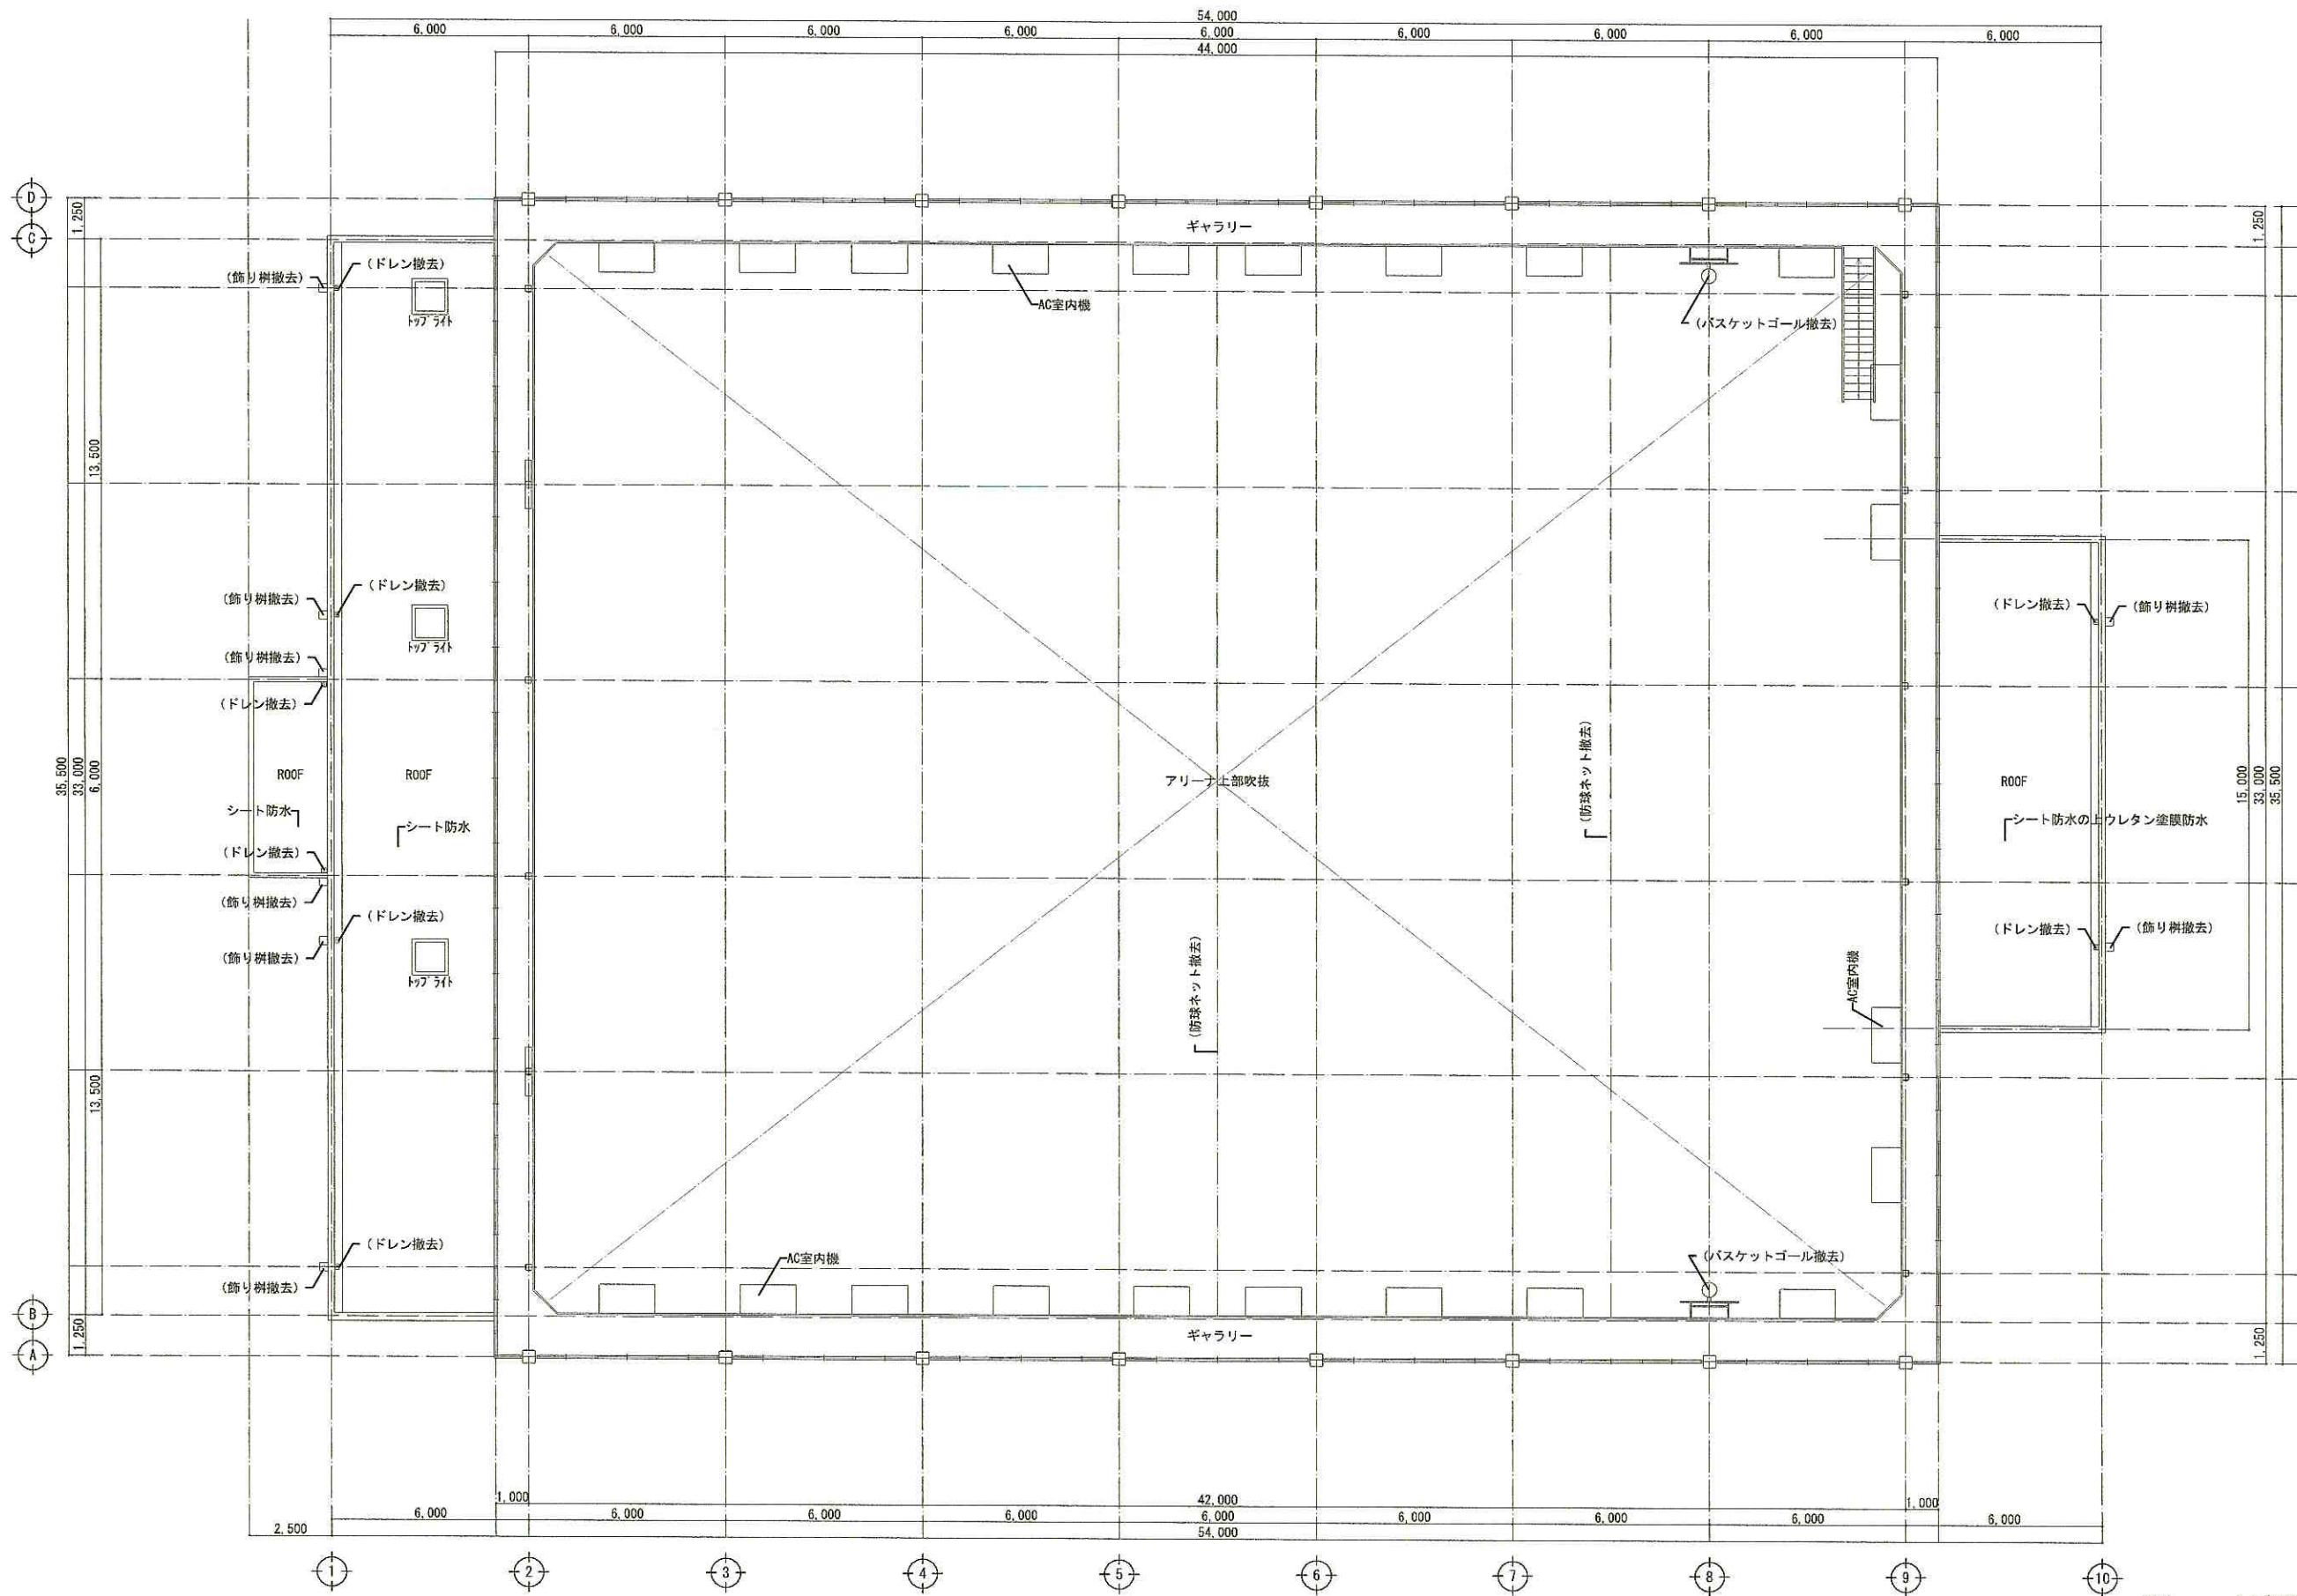 54,000
6,000 6,000 6,000 6,000 6,000 6,000 6,000 6,000 6,000
44,000
D
C
1,250
1,250
ギャラリー
(飾り桝撤去)
(ドレン撤去)
トップライト
AC室内機
(バスケットゴール撤去)
13,500
(飾り桝撤去)
(ドレン撤去)
トップライト
(ドレン撤去)
(飾り桝撤去)
(飾り桝撤去)
(ドレン撤去)
35,500
33,000
6,000
ROOF
ROOF
アリーナ上部吹抜
(防球ネット撤去)
ROOF
15,000
33,000
35,500
シート防水
シート防水
シート防水の上ウレタン塗膜防水
(ドレン撤去)
(飾り桝撤去)
(ドレン撤去)
(飾り桝撤去)
トップライト
(防球ネット撤去)
AC室内機
(ドレン撤去)
(飾り桝撤去)
13,500
(ドレン撤去)
(飾り桝撤去)
AC室内機
(バスケットゴール撤去)
B
A
1,250
ギャラリー
1,250
1,000
42,000
1,000
6,000 6,000 6,000 6,000 6,000 6,000 6,000 6,000 6,000
2,500
54,000
1 2 3 4 5 6 7 8 9 10